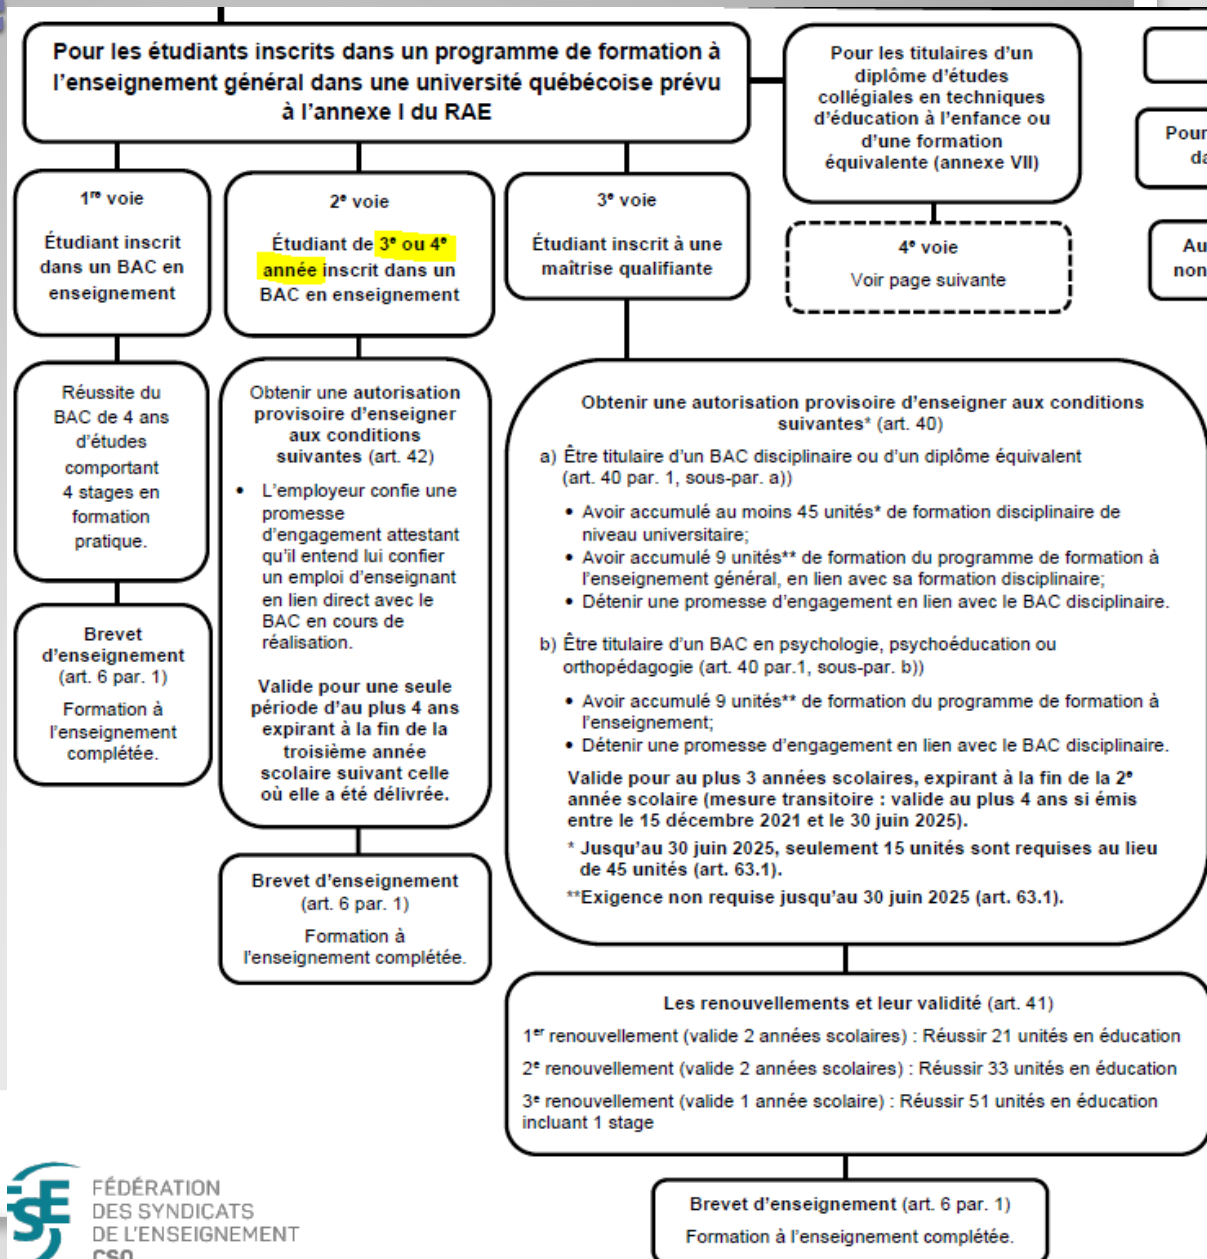 Pour les étudiants inscrits dans un programme de formation à
l'enseignement général dans une université québécoise prévu
à l'annexe I du RAE
Pour les titulaires d'un
diplôme d'études
collégiales en techniques
d'éducation à l'enfance ou
d'une formation
équivalente (annexe VII)
Pour
1re voie
Étudiant inscrit
dans un BAC en
enseignement
2e voie
Étudiant de 3e ou 4e
année inscrit dans un
BAC en enseignement
3e voie
Étudiant inscrit à une
maîtrise qualifiante
4e voie
Voir page suivante
Au
non
Réussite du
BAC de 4 ans
d'études
comportant
4 stages en
formation
pratique.
Brevet
d'enseignement
(art. 6 par. 1)
Formation à
l'enseignement
complétée.
Obtenir une autorisation
provisoire d'enseigner
aux conditions
suivantes (art. 42)
• L'employeur confie une
promesse
d'engagement attestant
qu'il entend lui confier
un emploi d'enseignant
en lien direct avec le
BAC en cours de
réalisation.
Valide pour une seule
période d'au plus 4 ans
expirant à la fin de la
troisième année
scolaire suivant celle
où elle a été délivrée.
Brevet d'enseignement
(art. 6 par. 1)
Formation à
l'enseignement complétée.
Obtenir une autorisation provisoire d'enseigner aux conditions
suivantes* (art. 40)
a) Être titulaire d'un BAC disciplinaire ou d'un diplôme équivalent
(art. 40 par. 1, sous-par. a))
• Avoir accumulé au moins 45 unités* de formation disciplinaire de
niveau universitaire;
• Avoir accumulé 9 unités** de formation du programme de formation à
l'enseignement général, en lien avec sa formation disciplinaire;
• Détenir une promesse d'engagement en lien avec le BAC disciplinaire.
b) Être titulaire d'un BAC en psychologie, psychoéducation ou
orthopédagogie (art. 40 par.1, sous-par. b))
• Avoir accumulé 9 unités** de formation du programme de formation à
l'enseignement;
• Détenir une promesse d'engagement en lien avec le BAC disciplinaire.
Valide pour au plus 3 années scolaires, expirant à la fin de la 2e
année scolaire (mesure transitoire : valide au plus 4 ans si émis
entre le 15 décembre 2021 et le 30 juin 2025).
* Jusqu'au 30 juin 2025, seulement 15 unités sont requises au lieu
de 45 unités (art. 63.1).
**Exigence non requise jusqu'au 30 juin 2025 (art. 63.1).
Les renouvellements et leur validité (art. 41)
1er renouvellement (valide 2 années scolaires) : Réussir 21 unités en éducation
2e renouvellement (valide 2 années scolaires) : Réussir 33 unités en éducation
3e renouvellement (valide 1 année scolaire) : Réussir 51 unités en éducation
incluant 1 stage
Brevet d'enseignement (art. 6 par. 1)
Formation à l'enseignement complétée.
FSE
FÉDÉRATION
DES SYNDICATS
DE L'ENSEIGNEMENT
CSQ